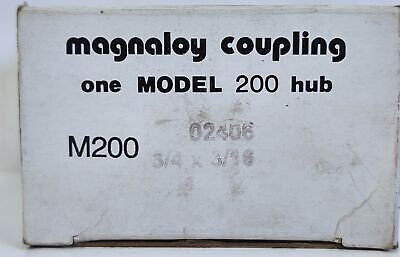 magnaloy coupling
one MODEL 200 hub
02406
M200
3/4 x 3/16